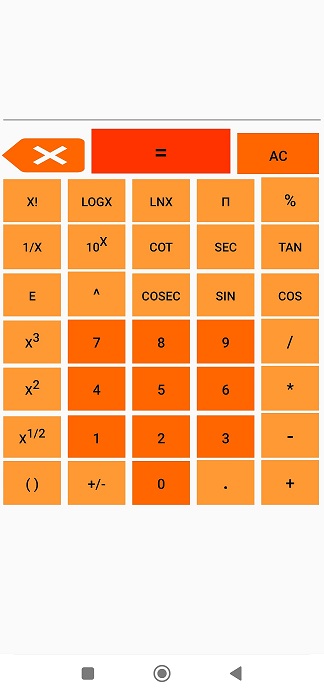 = AC
X! LOGX LNX П %
1/X 10^X COT SEC TAN
E ^ COSEC SIN COS
X^3 7 8 9 /
X^2 4 5 6 *
X^1/2 1 2 3 -
( ) +/- 0 . +